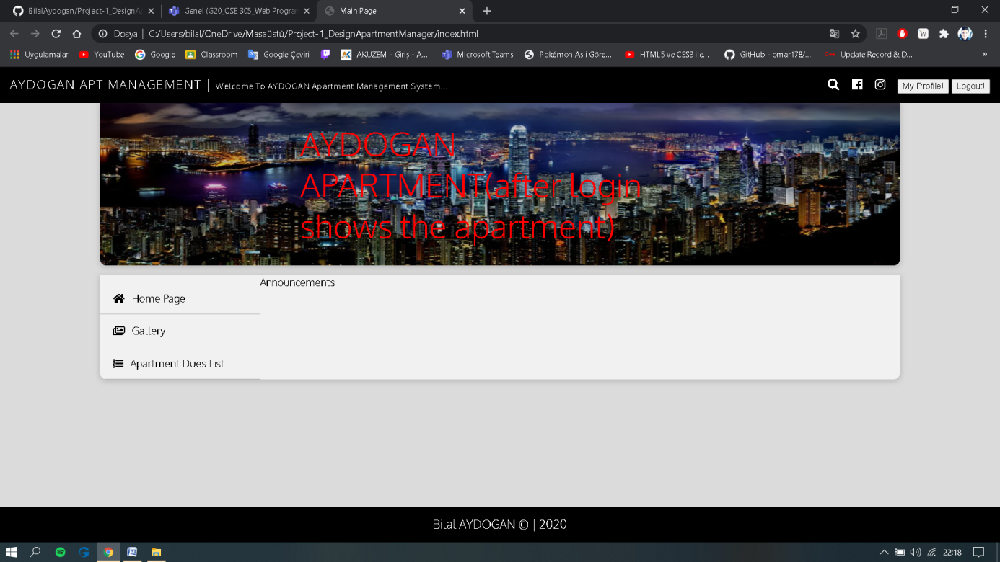 BilalAydogan/Project-1_DesignAp
Genel (G20_CSE 305_Web Program
Main Page
Dosya
C:/Users/bilal/OneDrive/Masaüstü/Project-1_DesignApartmentManager/index.html
Uygulamalar
YouTube
Google
Classroom
Google Çeviri
AKUZEM - Giriş - A...
Microsoft Teams
Pokémon Asli Göre...
HTML5 ve CSS3 ile...
GitHub - omar178/...
Update Record & D...
»
AYDOGAN APT MANAGEMENT | Welcome To AYDOGAN Apartment Management System...
My Profile!
Logout!
AYDOGAN
APARTMENT(after login
shows the apartment)
Announcements
Home Page
Gallery
Apartment Dues List
Bilal AYDOGAN © | 2020
22:18